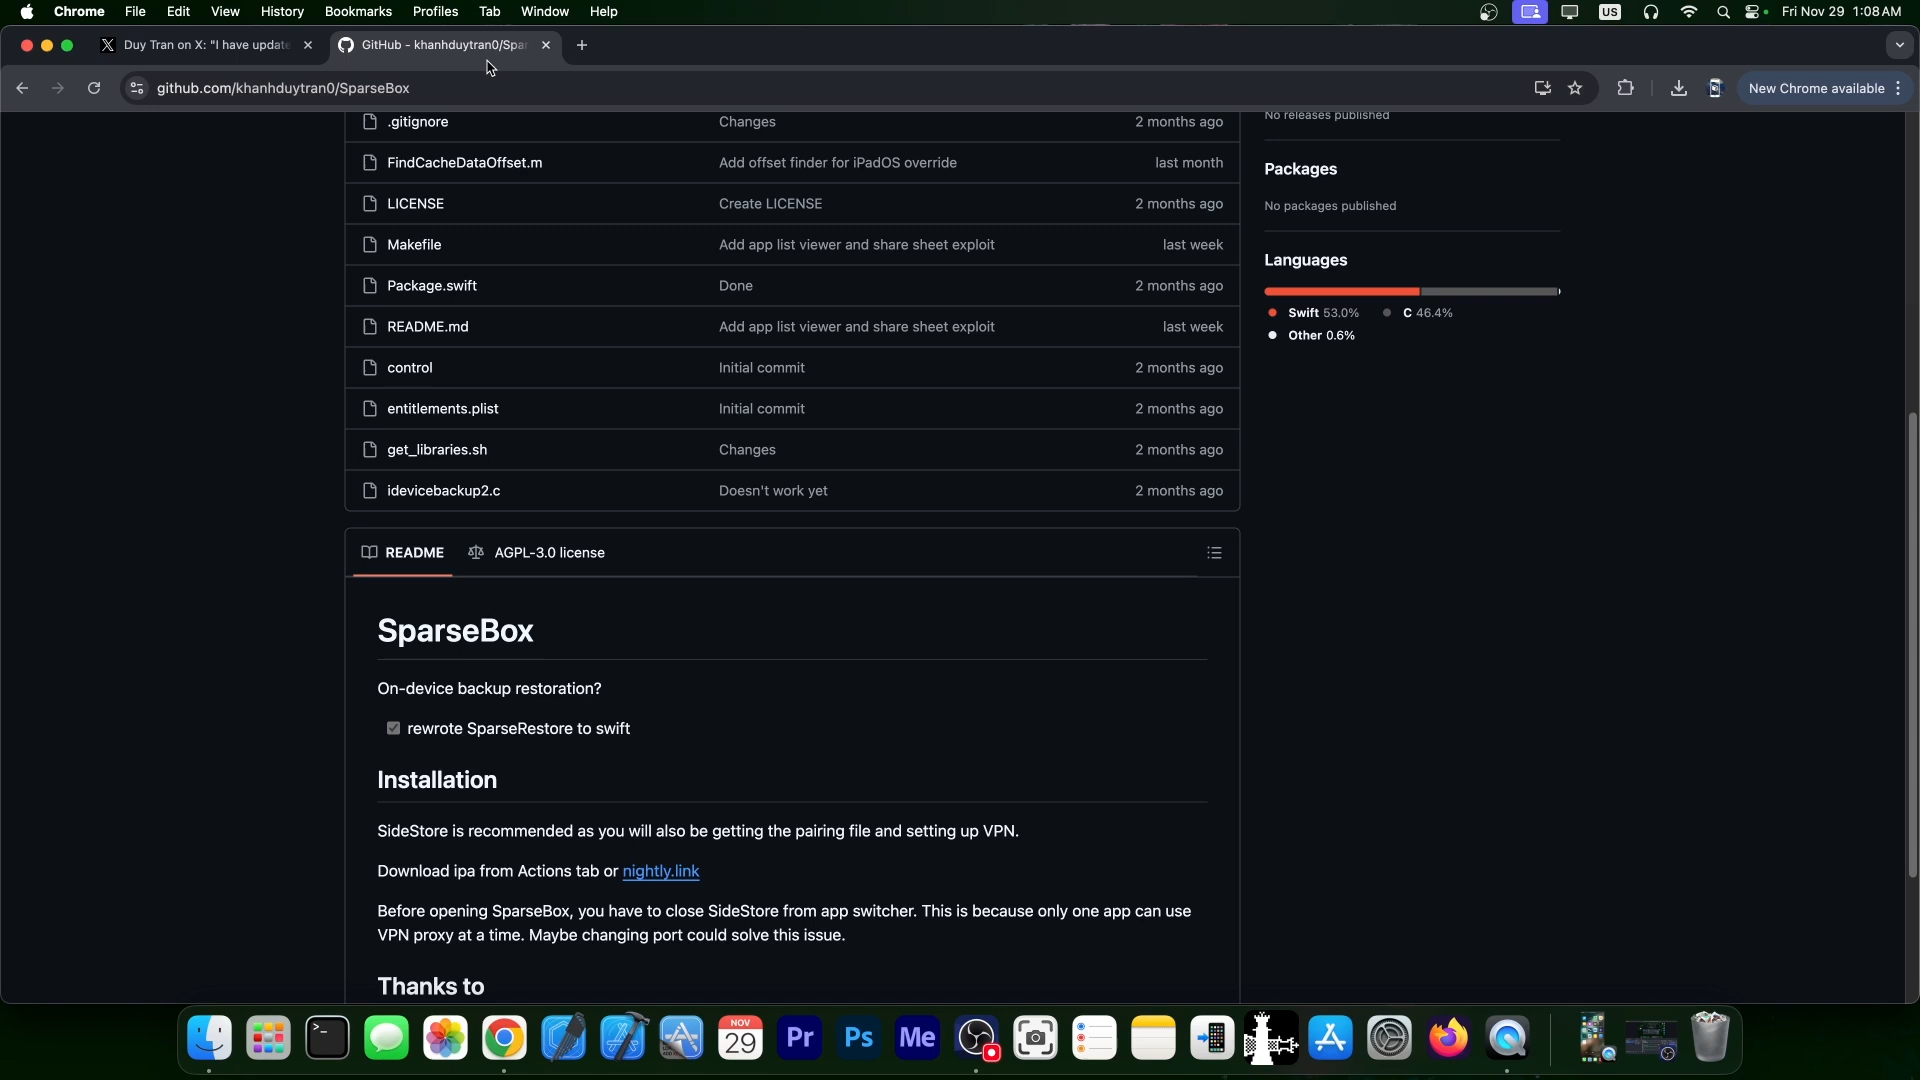 Chrome File Edit View History Bookmarks Profiles Tab Window Help US Fri Nov 29 1:08 AM
X Duy Tran on X: "I have update GitHub - khanhduytran0/Spar
github.com/khanhduytran0/SparseBox New Chrome available
.gitignore Changes 2 months ago
FindCacheDataOffset.m Add offset finder for iPadOS override last month
LICENSE Create LICENSE 2 months ago
Makefile Add app list viewer and share sheet exploit last week
Package.swift Done 2 months ago
README.md Add app list viewer and share sheet exploit last week
control Initial commit 2 months ago
entitlements.plist Initial commit 2 months ago
get_libraries.sh Changes 2 months ago
idevicebackup2.c Doesn't work yet 2 months ago
No releases published
Packages
No packages published
Languages
Swift 53.0% C 46.4%
Other 0.6%
README AGPL-3.0 license
SparseBox
On-device backup restoration?
rewrote SparseRestore to swift
Installation
SideStore is recommended as you will also be getting the pairing file and setting up VPN.
Download ipa from Actions tab or nightly.link
Before opening SparseBox, you have to close SideStore from app switcher. This is because only one app can use
VPN proxy at a time. Maybe changing port could solve this issue.
Thanks to
NOV
29
Pr Ps Me